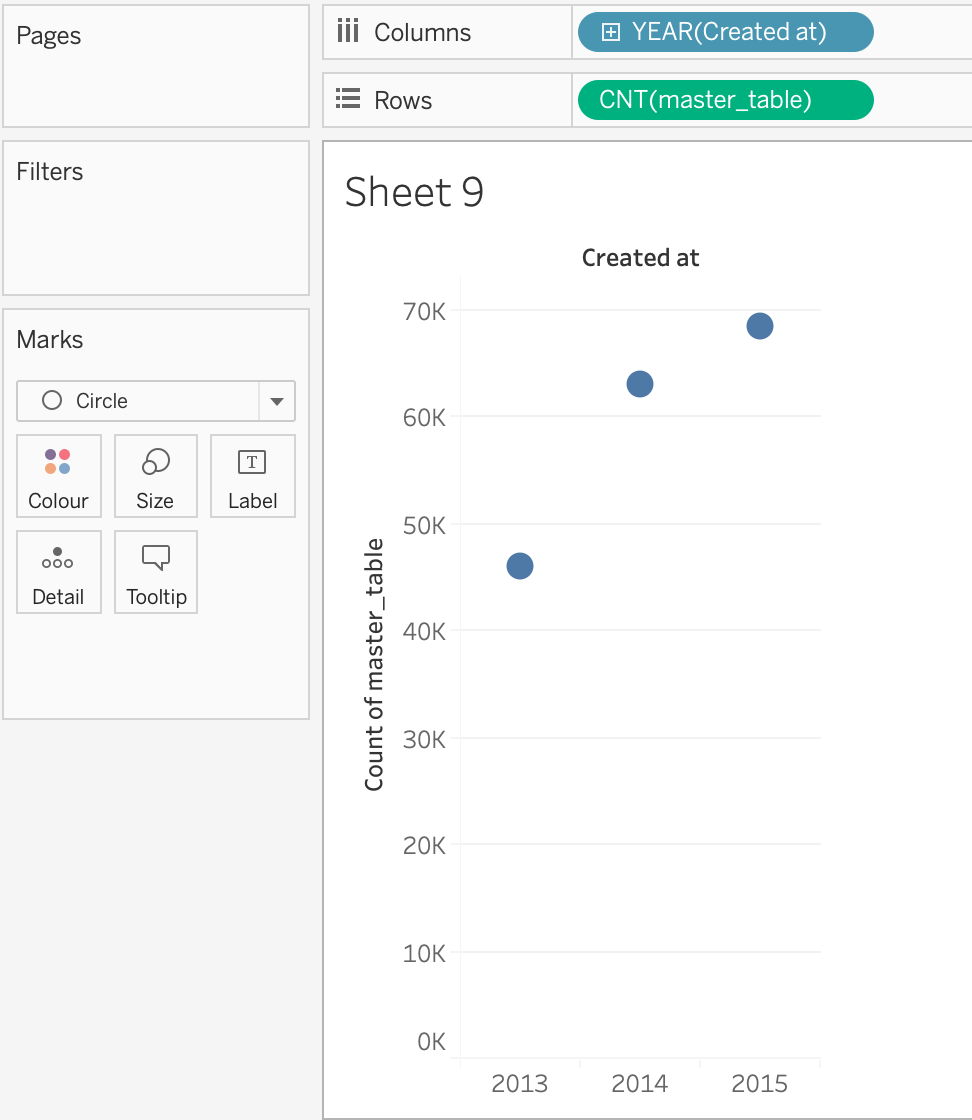 Pages
Columns
YEAR(Created at)
Rows
CNT(master_table)
Filters
Marks
Circle
Colour
Size
T
Label
Detail
Tooltip
Sheet 9
Created at
Count of master_table
70K
60K
50K
40K
30K
20K
10K
0K
2013 2014 2015